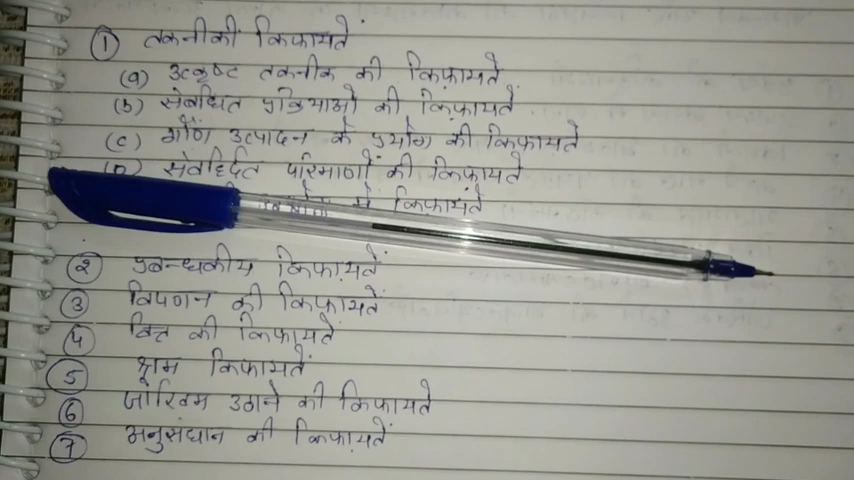 ① तकनीकी किफायतें
(a) उत्कृष्ट तकनीक की किफ़ायतें
(b) संबंधित प्रक्रियाओं की किफ़ायतें
(c) गौण उत्पादन के प्रयोग की किफ़ायतें
(D) संवर्द्धित परिमाणों की किफ़ायतें
में किफ़ायतें
② प्रबन्धकीय किफ़ायतें
③ विपणन की किफ़ायतें
④ वित्त की किफायतें
⑤ श्रम किफायतें
⑥ जोखिम उठाने की किफायतें
⑦ अनुसंधान की किफ़ायतें